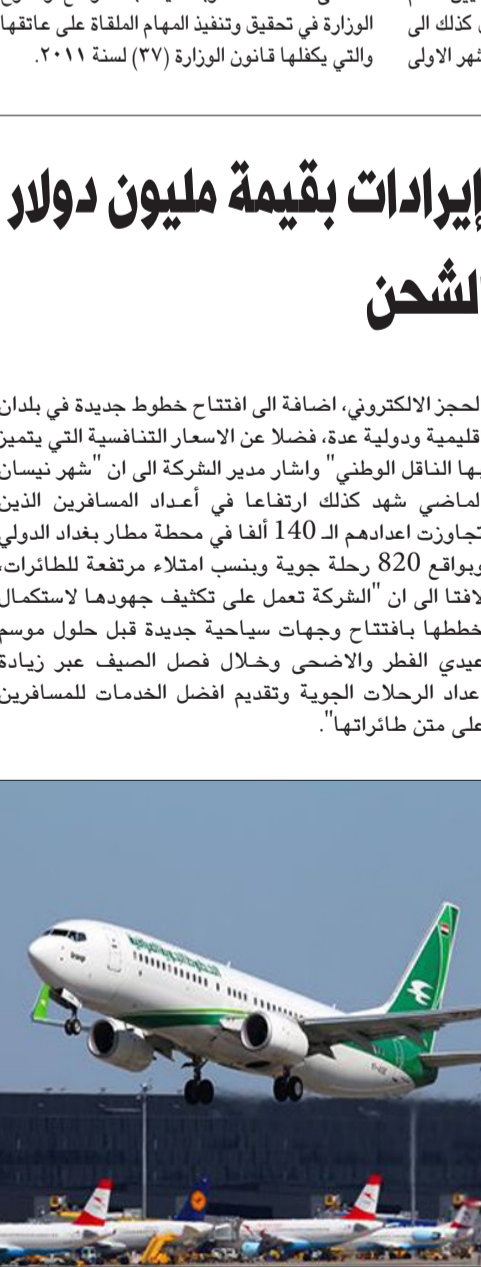 كذلك الى
شهر الاولى
الوزارة في تحقيق وتنفيذ المهام الملقاة على عاتقها
والتي يكفلها قانون الوزارة (٣٧) لسنة ٢٠١١.
إيرادات بقيمة مليون دولار
الشحن
لحجز الالكتروني، اضافة الى افتتاح خطوط جديدة في بلدان
قليمية ودولية عدة، فضلا عن الاسعار التنافسية التي يتميز
بها الناقل الوطني" واشار مدير الشركة الى ان "شهر نيسان
لماضي شهد كذلك ارتفاعا في أعداد المسافرين الذين
تجاوزت اعدادهم الـ 140 ألفا في محطة مطار بغداد الدولي
وبواقع 820 رحلة جوية وبنسب امتلاء مرتفعة للطائرات،
لافتا الى ان "الشركة تعمل على تكثيف جهودها لاستكمال
خططها بافتتاح وجهات سياحية جديدة قبل حلول موسم
عيدي الفطر والاضحى وخلال فصل الصيف عبر زيادة
عداد الرحلات الجوية وتقديم افضل الخدمات للمسافرين
على متن طائراتها".